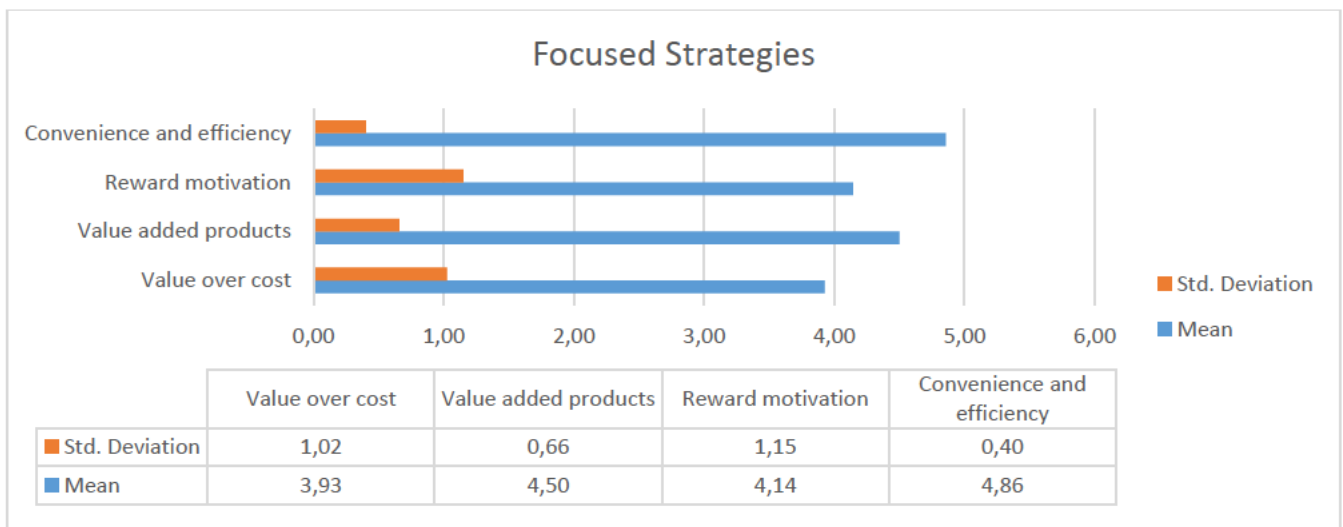 Focused Strategies
Convenience and efficiency
Reward motivation
Value added products
Value over cost
0,00 1,00 2,00 3,00 4,00 5,00 6,00
Std. Deviation
Mean
Value over cost Value added products Reward motivation Convenience and
efficiency
Std. Deviation 1,02 0,66 1,15 0,40
Mean 3,93 4,50 4,14 4,86